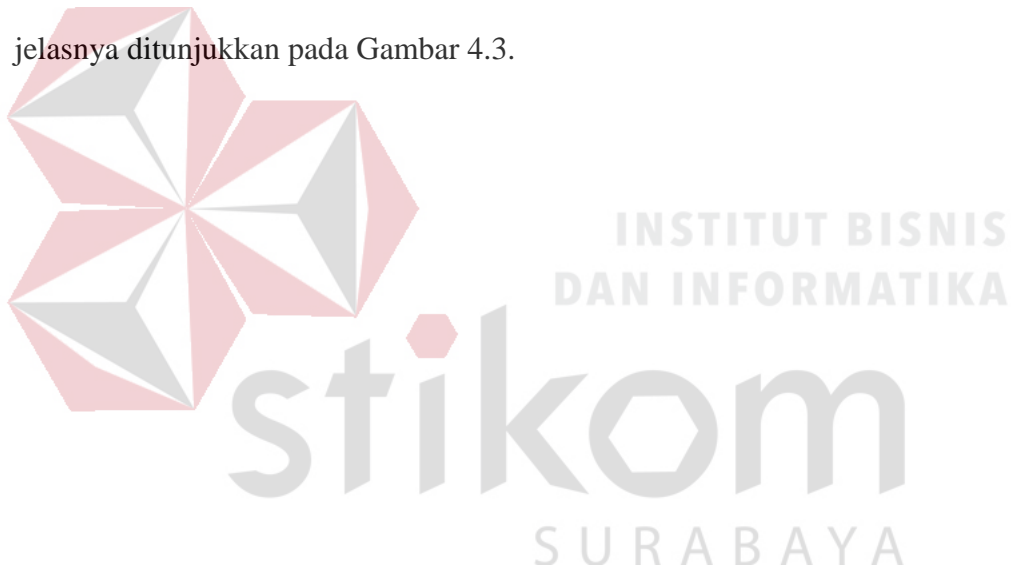 jelasnya ditunjukkan pada Gambar 4.3.
INSTITUT BISNIS
DAN INFORMATIKA
stikom
SURABAYA